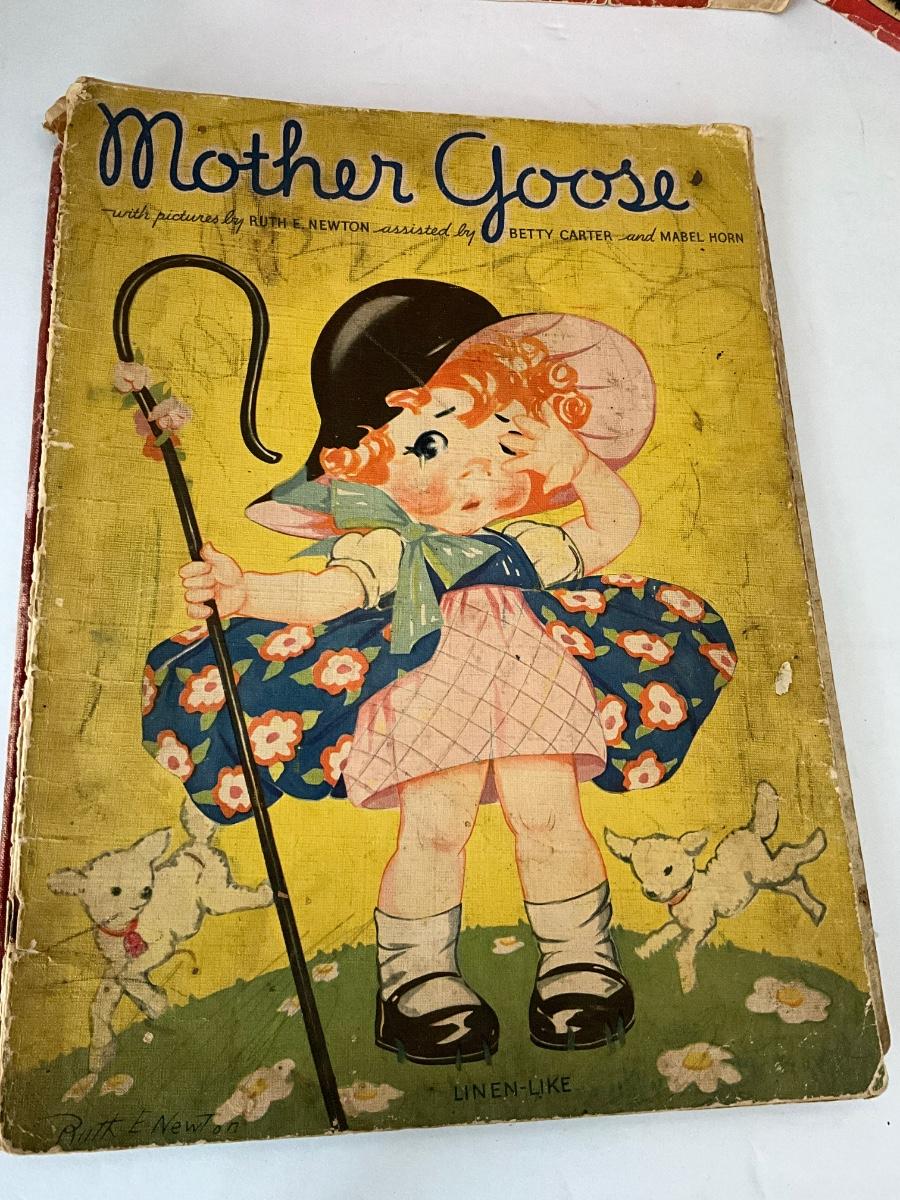 Mother Goose
with pictures by RUTH E. NEWTON assisted by BETTY CARTER and MABEL HORN
LINEN-LIKE
Ruth E Newton